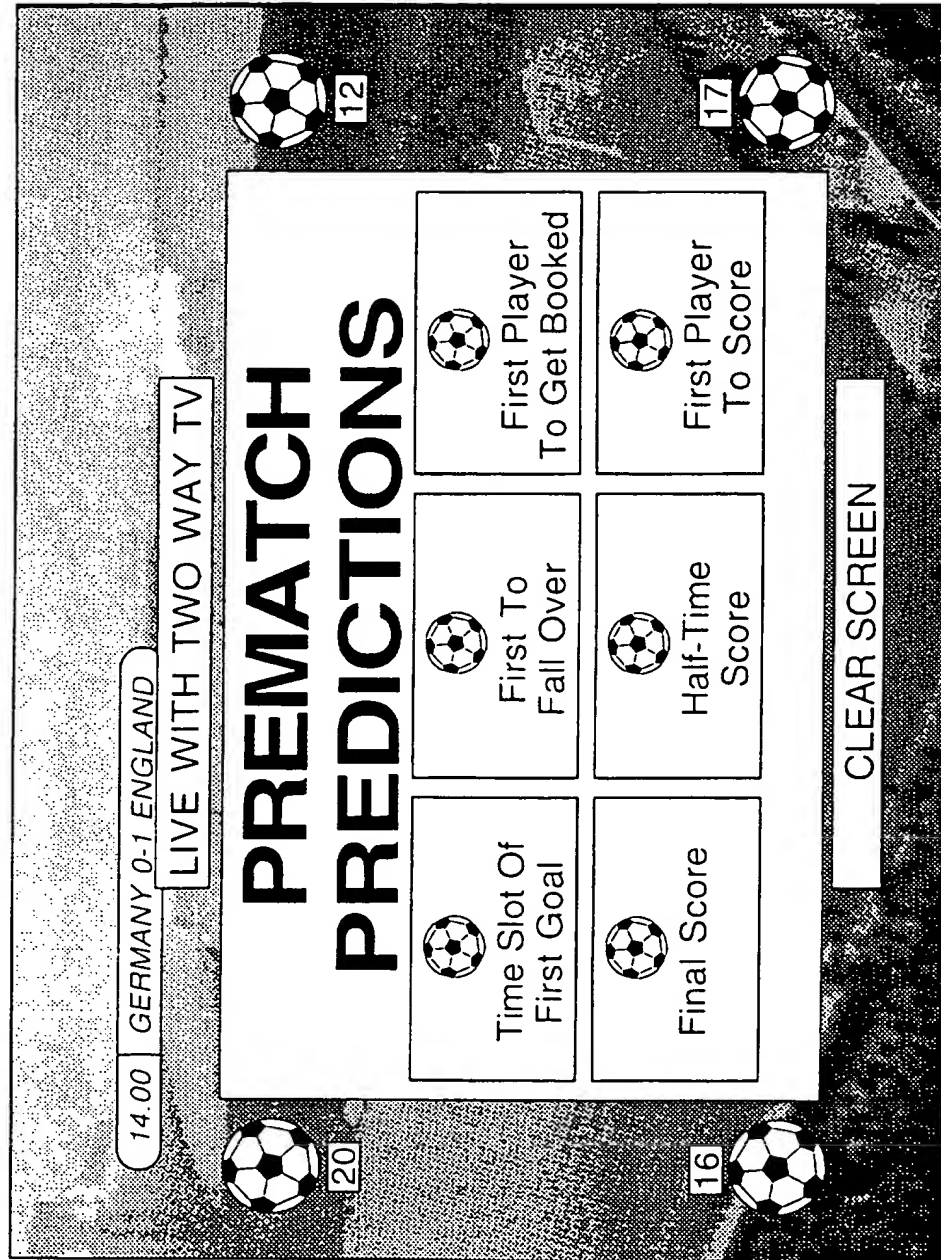 14.00 GERMANY 0-1 ENGLAND
LIVE WITH TWO WAY TV
20
12
PREMATCH
PREDICTIONS
Time Slot Of
First Goal
First To
Fall Over
First Player
To Get Booked
Final Score
Half-Time
Score
First Player
To Score
16
17
CLEAR SCREEN